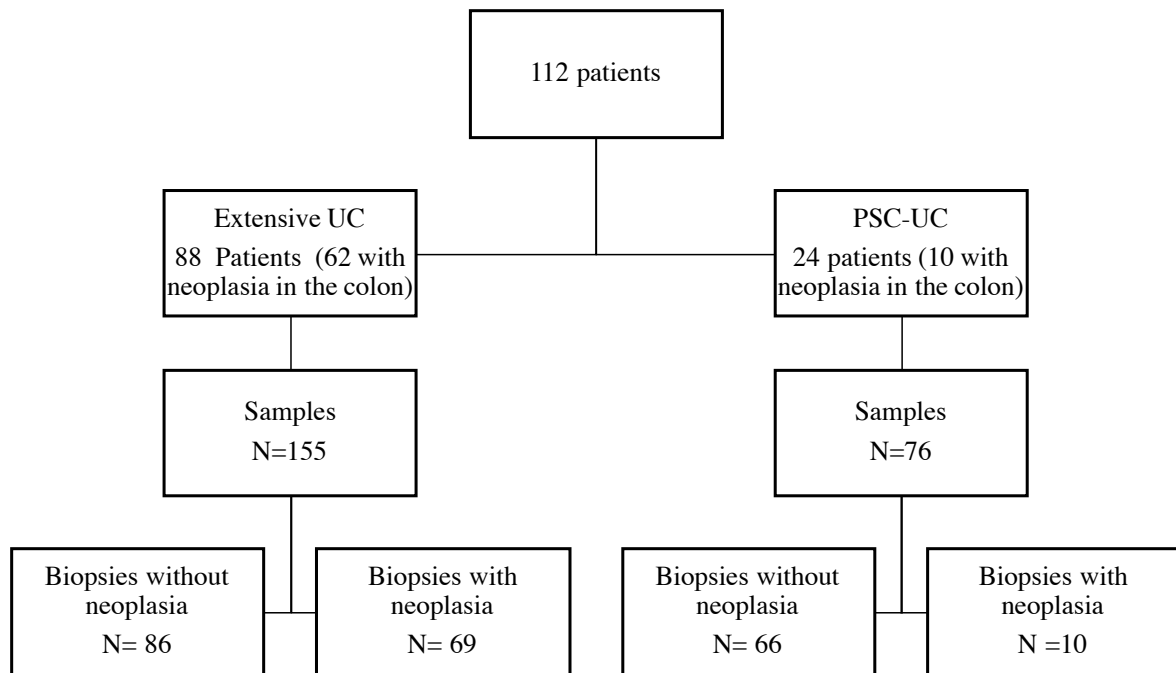 112 patients
Extensive UC
88 Patients (62 with
neoplasia in the colon)
PSC-UC
24 patients (10 with
neoplasia in the colon)
Samples
N=155
Samples
N=76
Biopsies without
neoplasia
N= 86
Biopsies with
neoplasia
N= 69
Biopsies without
neoplasia
N= 66
Biopsies with
neoplasia
N =10